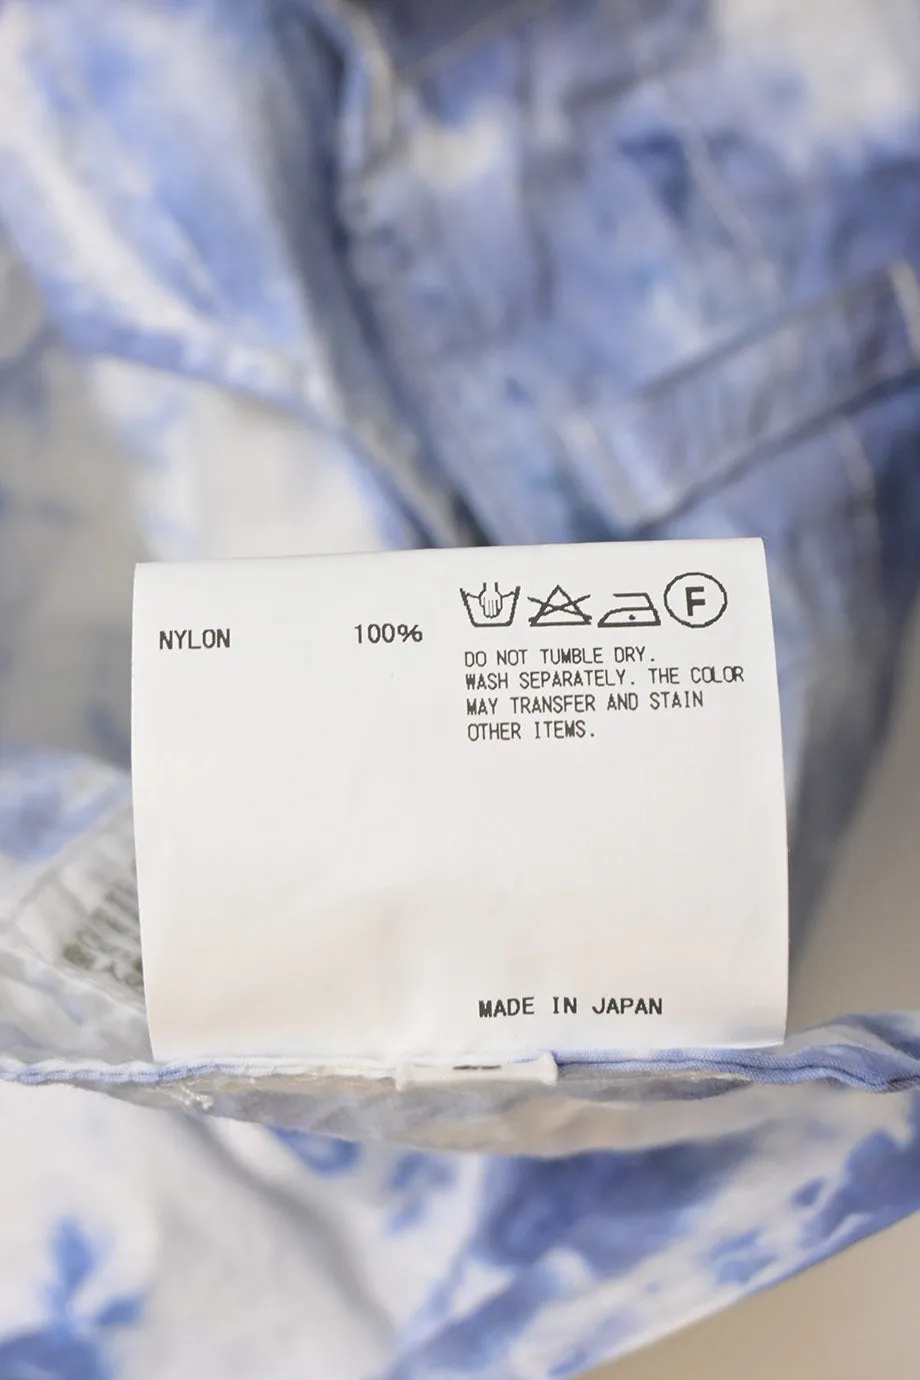 NYLON 100%
F
DO NOT TUMBLE DRY.
WASH SEPARATELY. THE COLOR
MAY TRANSFER AND STAIN
OTHER ITEMS.
MADE IN JAPAN